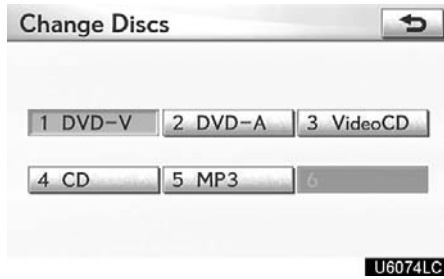 Change Discs
1 DVD-V 2 DVD-A 3 VideoCD
4 CD 5 MP3 6
U6074LC